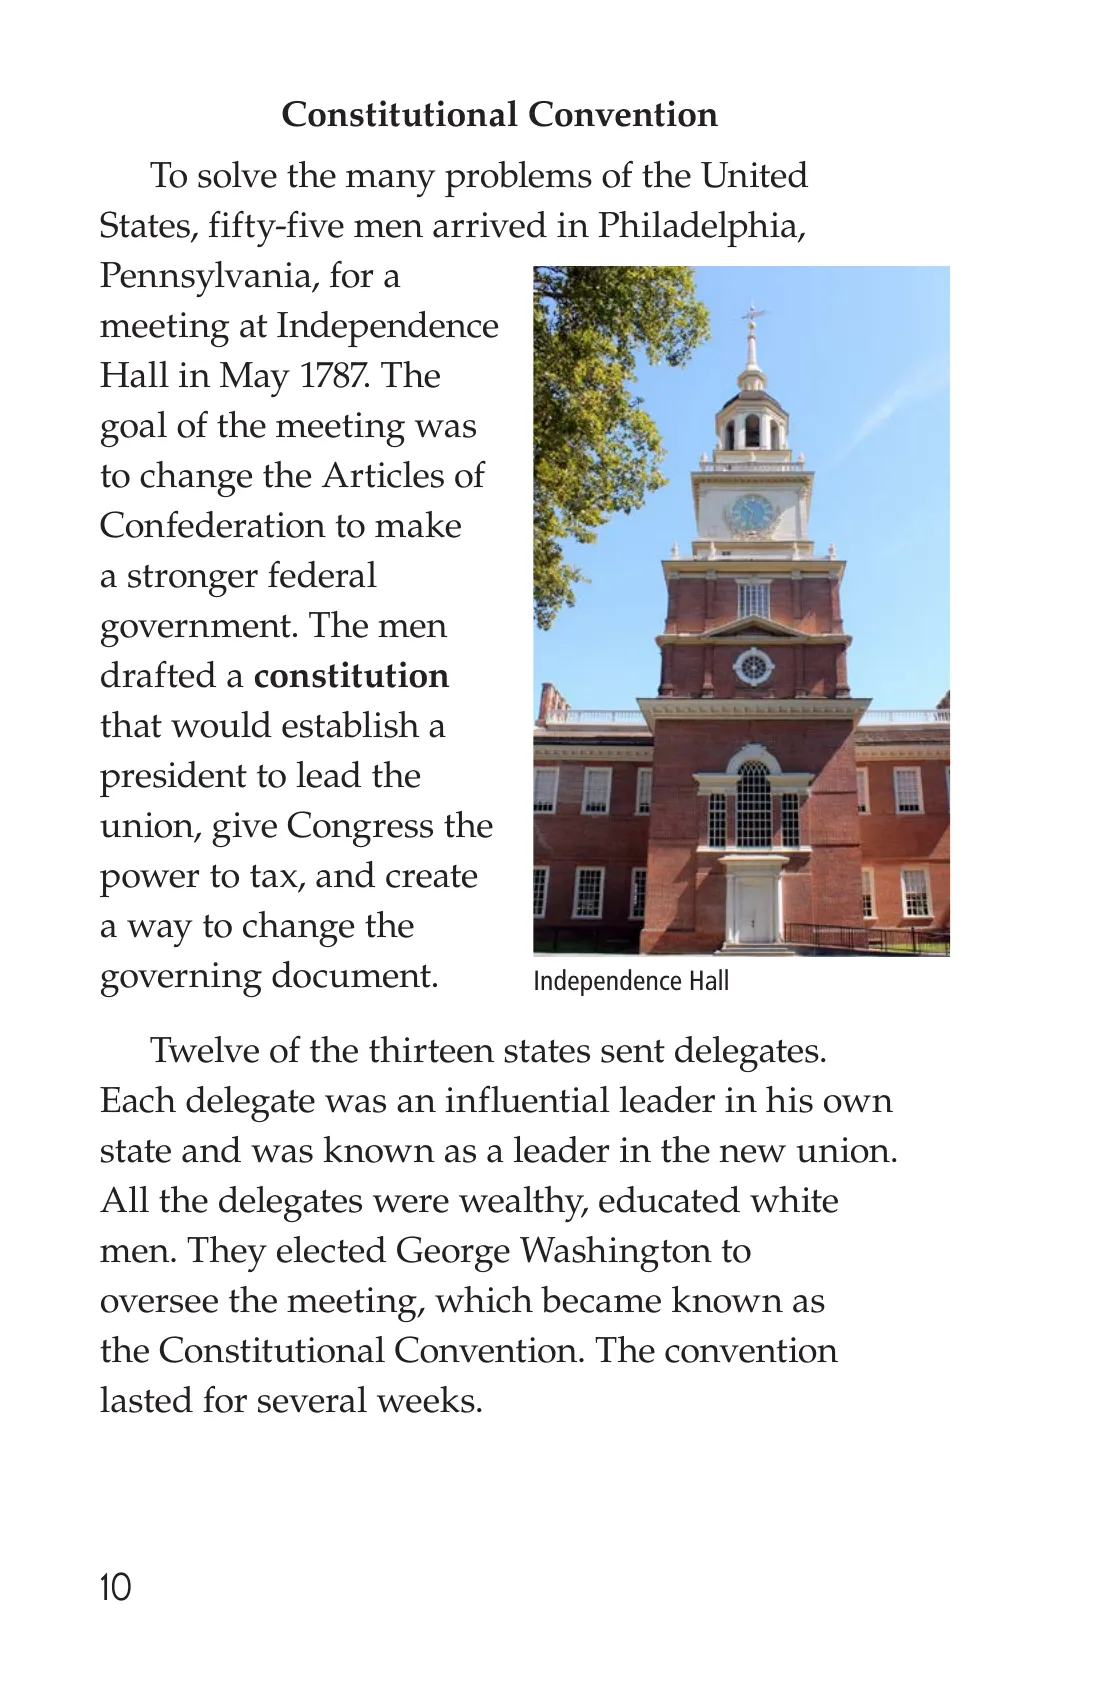 Constitutional Convention
To solve the many problems of the United
States, fifty-five men arrived in Philadelphia,
Pennsylvania, for a
meeting at Independence
Hall in May 1787. The
goal of the meeting was
to change the Articles of
Confederation to make
a stronger federal
government. The men
drafted a constitution
that would establish a
president to lead the
union, give Congress the
power to tax, and create
a way to change the
governing document.
Independence Hall
Twelve of the thirteen states sent delegates.
Each delegate was an influential leader in his own
state and was known as a leader in the new union.
All the delegates were wealthy, educated white
men. They elected George Washington to
oversee the meeting, which became known as
the Constitutional Convention. The convention
lasted for several weeks.
10